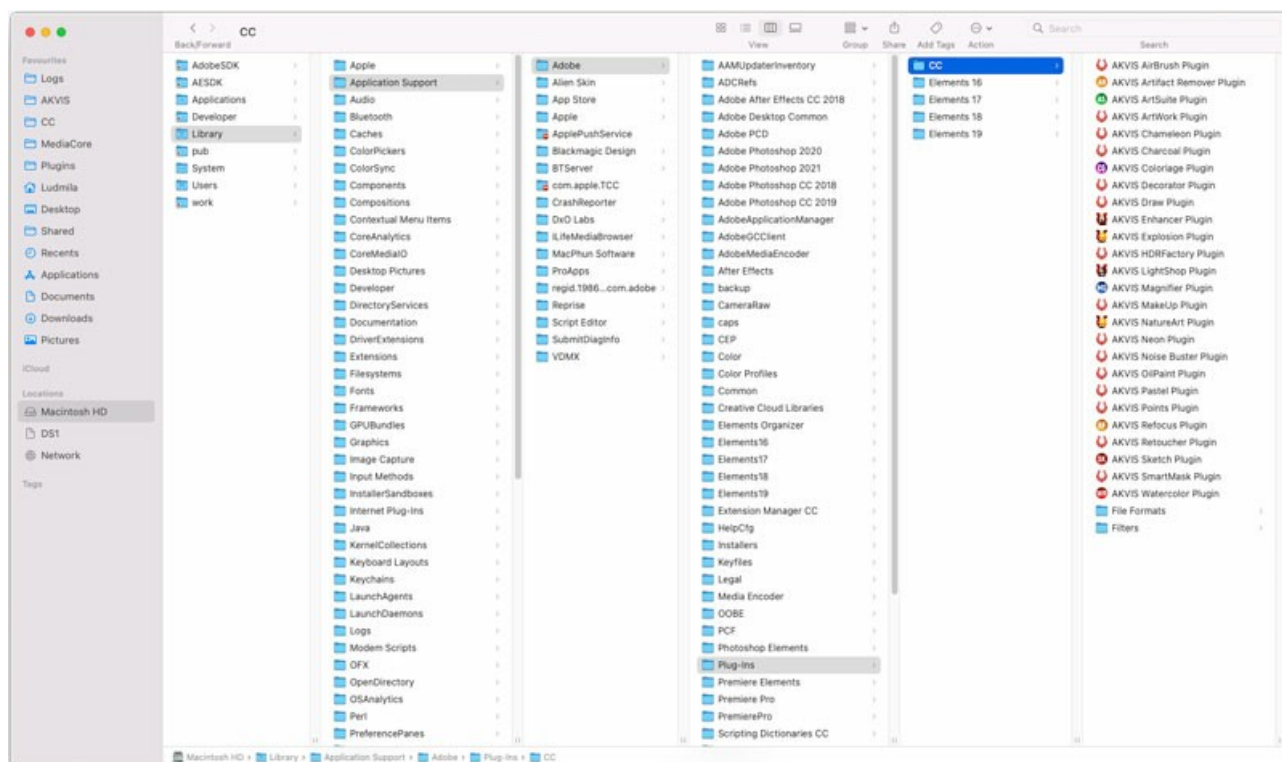 CC
Back/Forward
View
Group
Share
Add Tags
Action
Search
Search
Favourites
Logs
AKVIS
CC
MediaCore
Plugins
Ludmila
Desktop
Shared
Recents
Applications
Documents
Downloads
Pictures
iCloud
Locations
Macintosh HD
DS1
Network
Tags
AdobeSDK
AESDK
Applications
Developer
Library
pub
System
Users
work
Apple
Application Support
Audio
Bluetooth
Caches
ColorPickers
ColorSync
Components
Compositions
Contextual Menu Items
CoreAnalytics
CoreMediaIO
Desktop Pictures
Developer
DirectoryServices
Documentation
DriverExtensions
Extensions
Filesystems
Fonts
Frameworks
GPUBundles
Graphics
Image Capture
Input Methods
InstallerSandboxes
Internet Plug-Ins
Java
KernelCollections
Keyboard Layouts
Keychains
LaunchAgents
LaunchDaemons
Logs
Modem Scripts
OFX
OpenDirectory
OSAnalytics
Perl
PreferencePanes
Adobe
Alien Skin
App Store
Apple
ApplePushService
Blackmagic Design
BTServer
com.apple.TCC
CrashReporter
DxO Labs
iLifeMediaBrowser
MacPhun Software
ProApps
regid.1986...com.adobe
Reprise
Script Editor
SubmitDiagInfo
VDMX
AAMUpdaterInventory
ADCRefs
Adobe After Effects CC 2018
Adobe Desktop Common
Adobe PCD
Adobe Photoshop 2020
Adobe Photoshop 2021
Adobe Photoshop CC 2018
Adobe Photoshop CC 2019
AdobeApplicationManager
AdobeGCClient
AdobeMediaEncoder
After Effects
backup
CameraRaw
caps
CEP
Color
Color Profiles
Common
Creative Cloud Libraries
Elements Organizer
Elements16
Elements17
Elements18
Elements19
Extension Manager CC
HelpCfg
Installers
Keyfiles
Legal
Media Encoder
OOBE
PCF
Photoshop Elements
Plug-Ins
Premiere Elements
Premiere Pro
PremierePro
Scripting Dictionaries CC
CC
Elements 16
Elements 17
Elements 18
Elements 19
AKVIS AirBrush Plugin
AKVIS Artifact Remover Plugin
AKVIS ArtSuite Plugin
AKVIS ArtWork Plugin
AKVIS Chameleon Plugin
AKVIS Charcoal Plugin
AKVIS Coloriage Plugin
AKVIS Decorator Plugin
AKVIS Draw Plugin
AKVIS Enhancer Plugin
AKVIS Explosion Plugin
AKVIS HDRFactory Plugin
AKVIS LightShop Plugin
AKVIS Magnifier Plugin
AKVIS MakeUp Plugin
AKVIS NatureArt Plugin
AKVIS Neon Plugin
AKVIS Noise Buster Plugin
AKVIS OilPaint Plugin
AKVIS Pastel Plugin
AKVIS Points Plugin
AKVIS Refocus Plugin
AKVIS Retoucher Plugin
AKVIS Sketch Plugin
AKVIS SmartMask Plugin
AKVIS Watercolor Plugin
File Formats
Filters
Macintosh HD › Library › Application Support › Adobe › Plug-Ins › CC